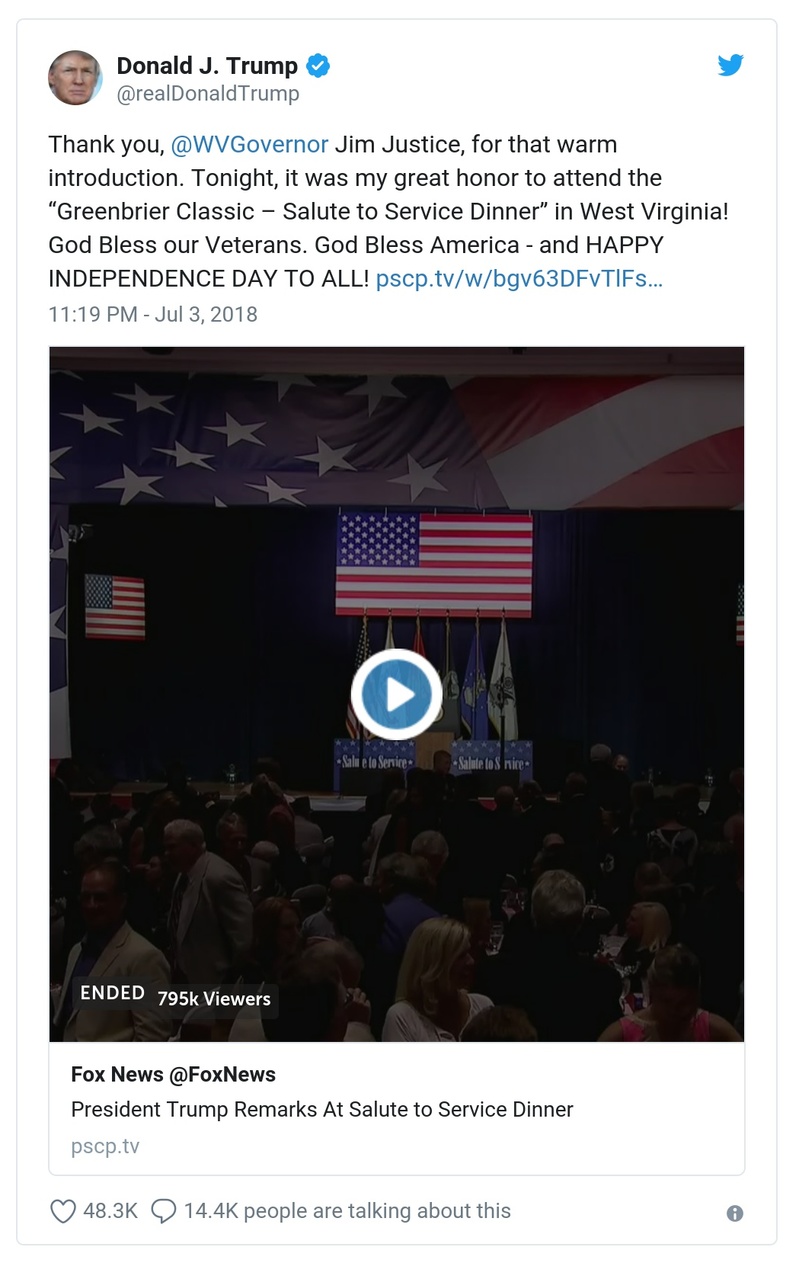 Donald J. Trump
@realDonaldTrump
Thank you, @WVGovernor Jim Justice, for that warm
introduction. Tonight, it was my great honor to attend the
“Greenbrier Classic – Salute to Service Dinner” in West Virginia!
God Bless our Veterans. God Bless America - and HAPPY
INDEPENDENCE DAY TO ALL! pscp.tv/w/bgv63DFvTlFs…
11:19 PM - Jul 3, 2018
Salute to Service Salute to Service
ENDED 795k Viewers
Fox News @FoxNews
President Trump Remarks At Salute to Service Dinner
pscp.tv
48.3K 14.4K people are talking about this